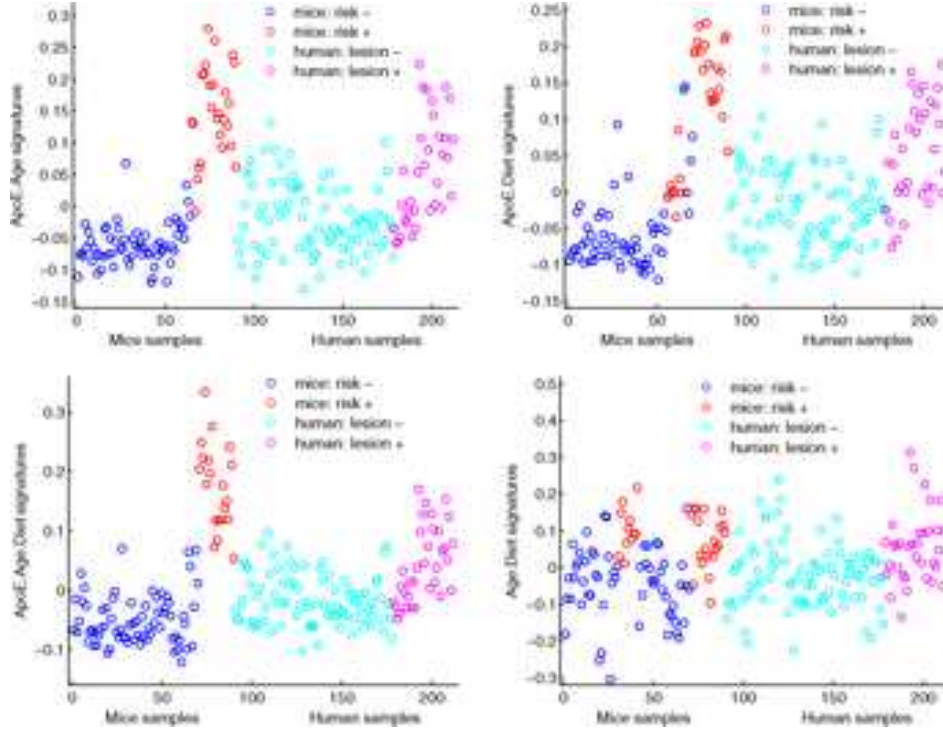 0.3
0.25
0.2
0.15
0.1
0.05
0
−0.05
−0.1
−0.15
0 50 100 150 200
ApoE.Age signatures
Mice samples Human samples
mice: risk −
mice: risk +
human: lesion −
human: lesion +
0.25
0.2
0.15
0.1
0.05
0
−0.05
−0.1
−0.15
0 50 100 150 200
ApoE.Diet signatures
Mice samples Human samples
mice: risk −
mice: risk +
human: lesion −
human: lesion +
0.3
0.2
0.1
0
−0.1
0 50 100 150 200
ApoE.Age.Diet signatures
Mice samples Human samples
mice: risk −
mice: risk +
human: lesion −
human: lesion +
0.5
0.4
0.3
0.2
0.1
0
−0.1
−0.2
−0.3
0 50 100 150 200
Age.Diet signatures
Mice samples Human samples
mice: risk −
mice: risk +
human: lesion −
human: lesion +